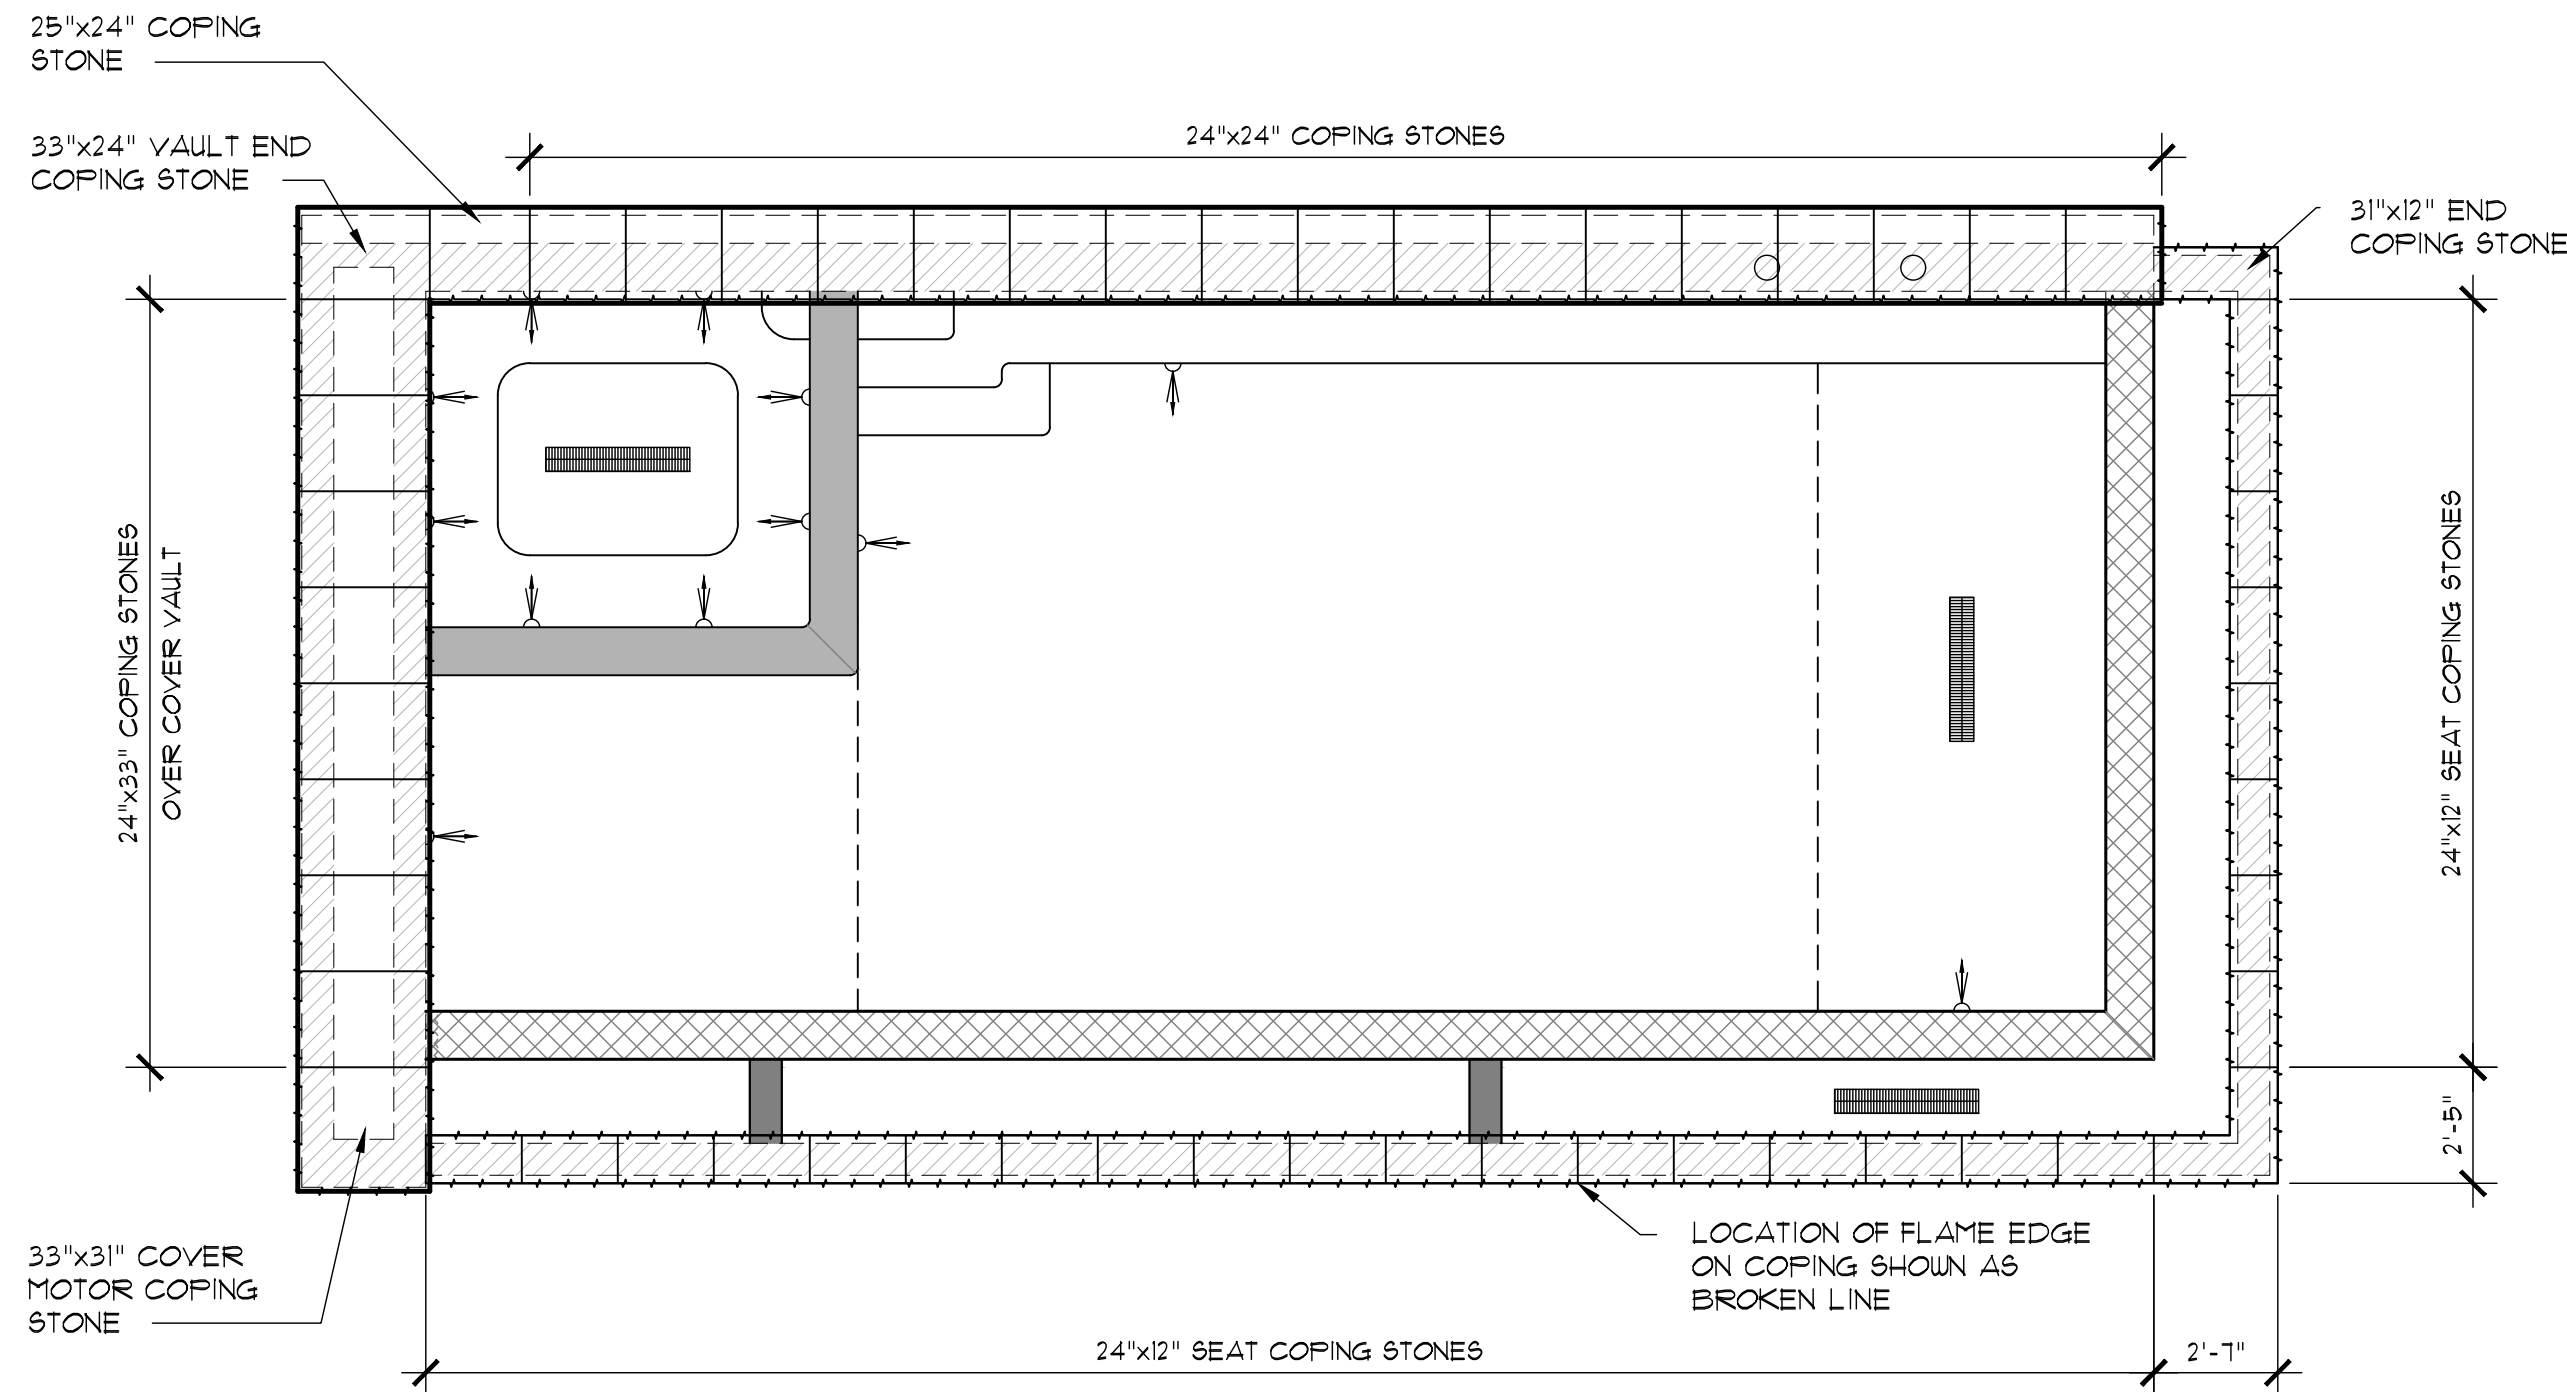 25"x24" COPING
STONE
33"x24" VAULT END
COPING STONE
24"x24" COPING STONES
31"x12" END
COPING STONE
24"x33" COPING STONES
OVER COVER VAULT
24"x12" SEAT COPING STONES
2'-5"
33"x31" COVER
MOTOR COPING
STONE
LOCATION OF FLAME EDGE
ON COPING SHOWN AS
BROKEN LINE
24"x12" SEAT COPING STONES
2'-7"